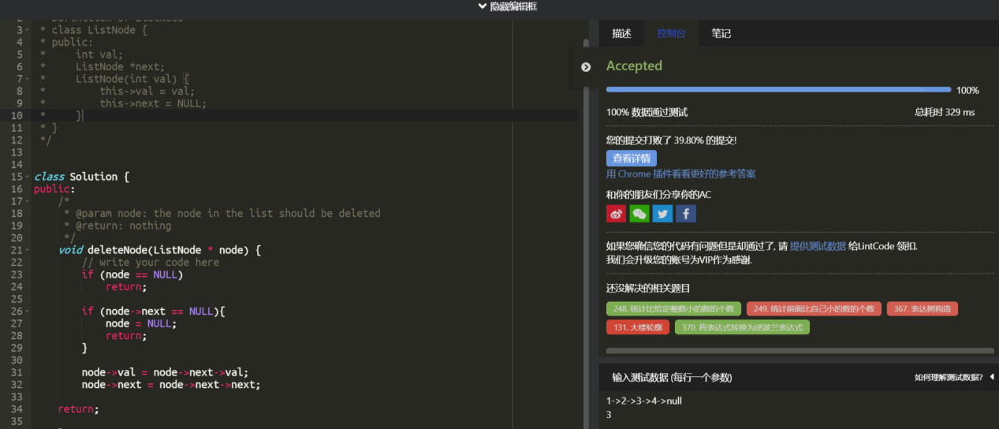 隐藏编辑框
3 * class ListNode {
4 * public:
5 *     int val;
6 *     ListNode *next;
7 *     ListNode(int val) {
8 *         this->val = val;
9 *         this->next = NULL;
10 *     }
11 * }
12 */
13
14
15 class Solution {
16 public:
17     /*
18      * @param node: the node in the list should be deleted
19      * @return: nothing
20      */
21     void deleteNode(ListNode * node) {
22         // write your code here
23         if (node == NULL)
24             return;
25
26         if (node->next == NULL){
27             node = NULL;
28             return;
29         }
30
31         node->val = node->next->val;
32         node->next = node->next->next;
33
34     return;
35
描述 控制台 笔记
Accepted
100%
100% 数据通过测试 总耗时 329 ms
您的提交打败了 39.80% 的提交!
查看详情
用 Chrome 插件看看更好的参考答案
和你的朋友们分享你的AC
如果您确信您的代码有问题但是却通过了, 请 提供测试数据 给LintCode 领扣.
我们会升级您的账号为VIP作为感谢.
还没解决的相关题目
248. 统计比给定整数小的数的个数 249. 统计前面比自己小的数的个数 367. 表达树构造
131. 大楼轮廓 370. 将表达式转换为逆波兰表达式
输入测试数据 (每行一个参数) 如何理解测试数据?
1->2->3->4->null
3